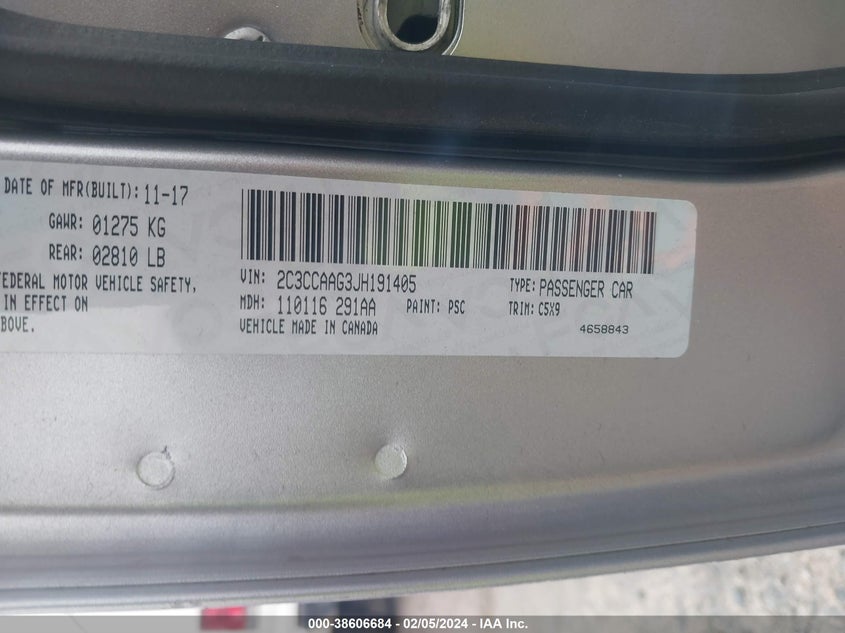 DATE OF MFR(BUILT): 11-17
GAWR: 01275 KG
REAR: 02810 LB
FEDERAL MOTOR VEHICLE SAFETY,
IN EFFECT ON
ABOVE.
VIN: 2C3CCAAG3JH191405
TYPE: PASSENGER CAR
MDH: 110116 291AA
PAINT: PSC
TRIM: C5X9
VEHICLE MADE IN CANADA
4658843
000-38606684 - 02/05/2024 - IAA Inc.